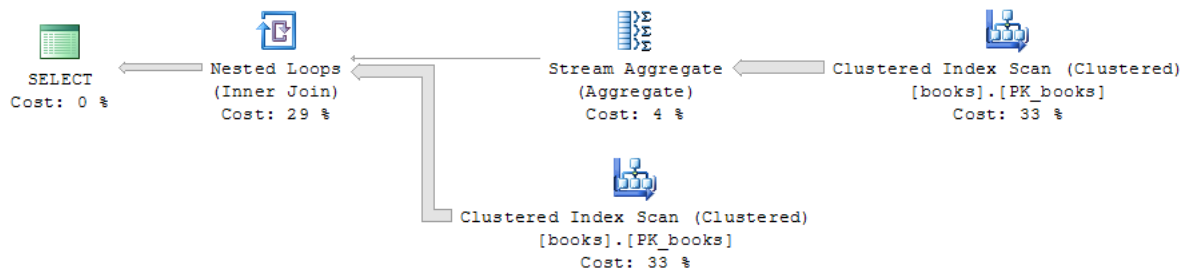 SELECT
Cost: 0 %
Nested Loops
(Inner Join)
Cost: 29 %
Stream Aggregate
(Aggregate)
Cost: 4 %
Clustered Index Scan (Clustered)
[books].[PK_books]
Cost: 33 %
Clustered Index Scan (Clustered)
[books].[PK_books]
Cost: 33 %